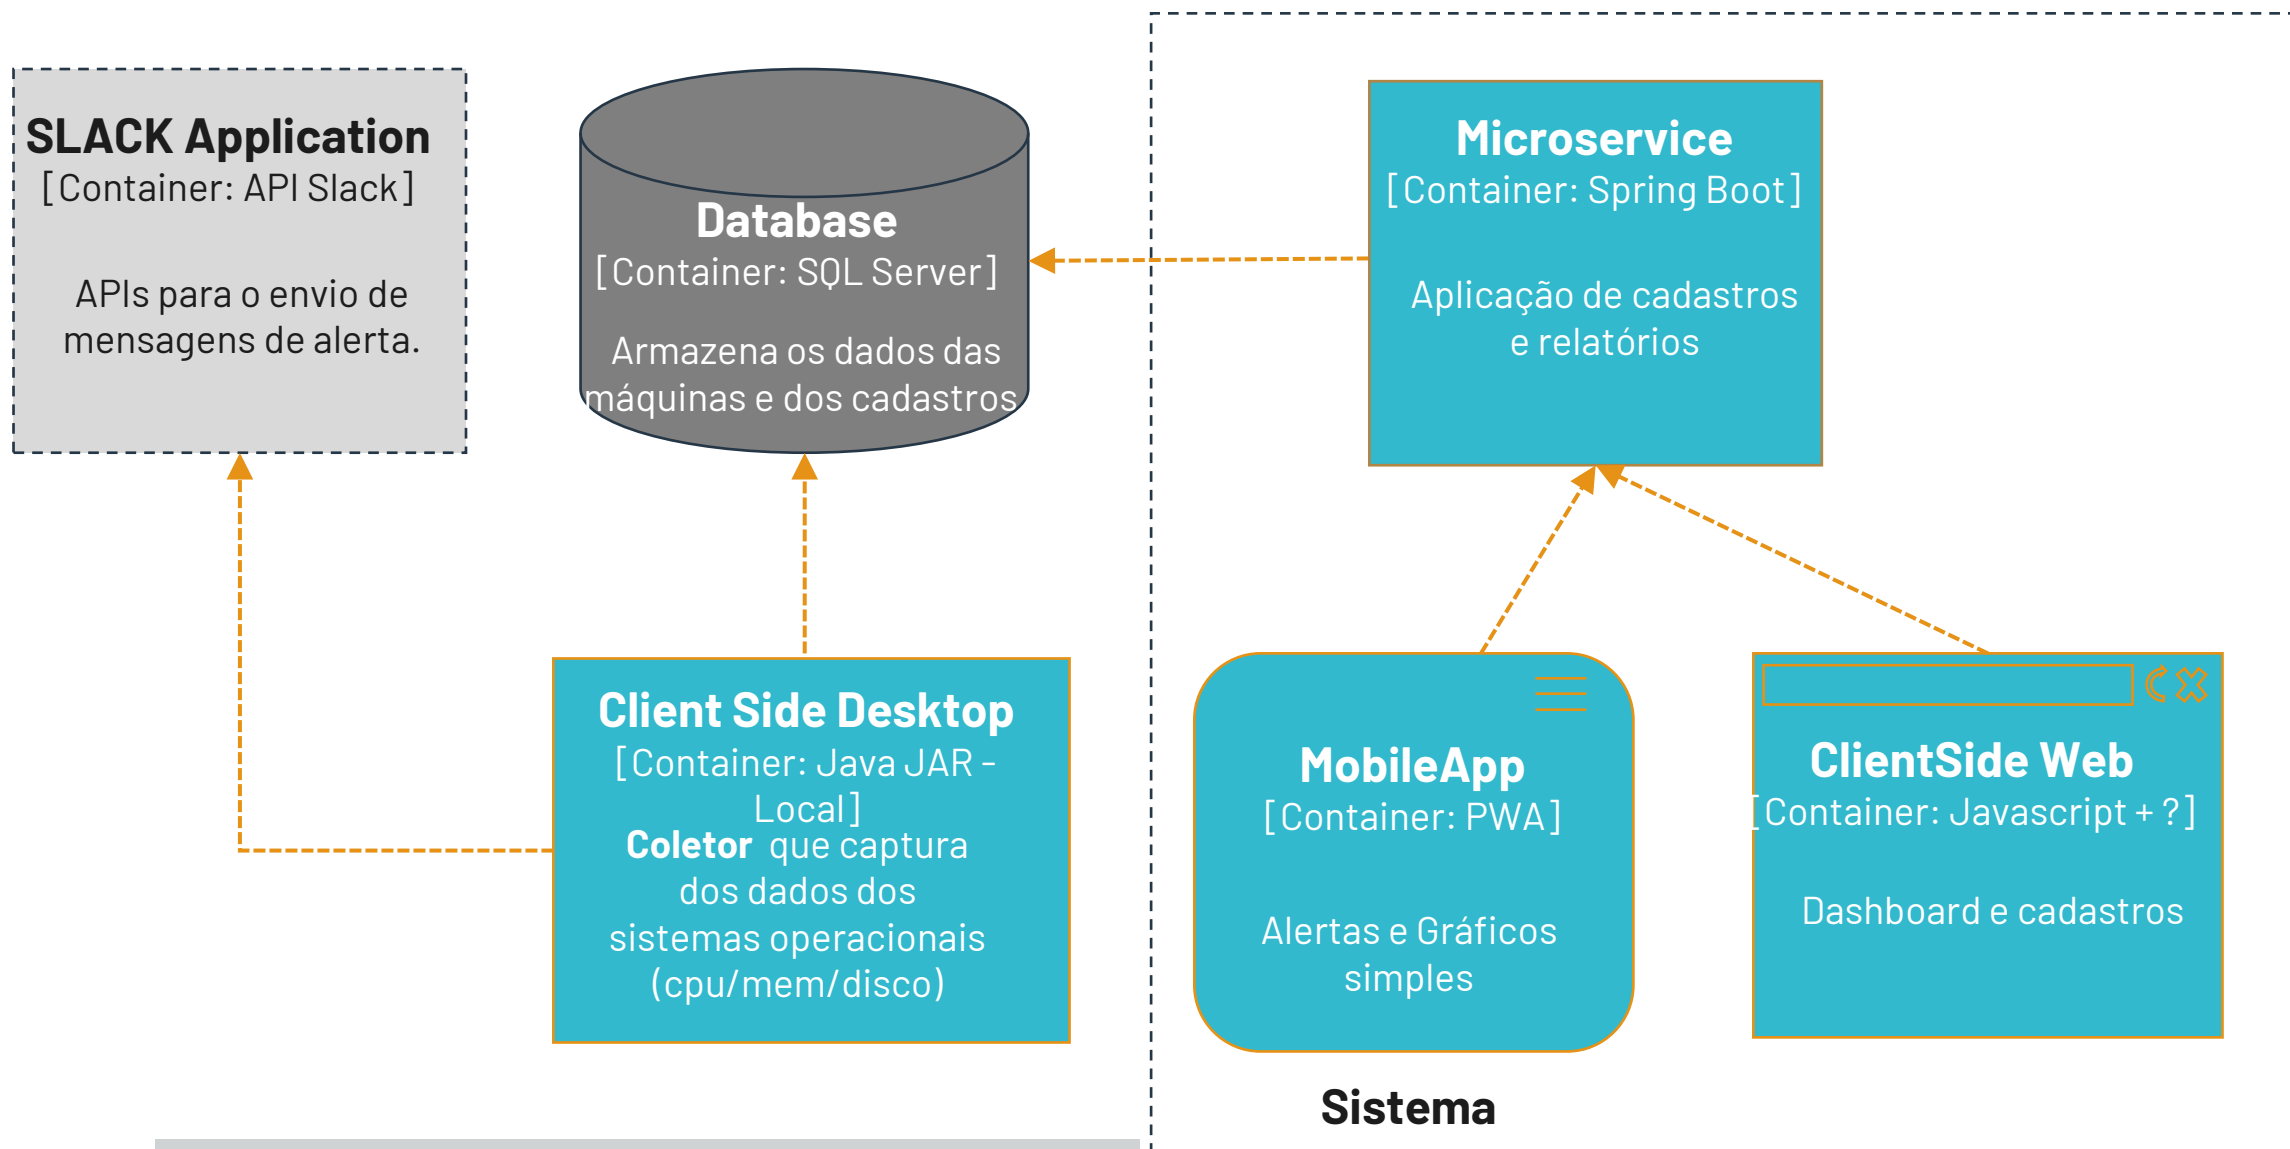 SLACK Application
[Container: API Slack]
APIs para o envio de
mensagens de alerta.
Database
[Container: SQL Server]
Armazena os dados das
máquinas e dos cadastros
Microservice
[Container: Spring Boot]
Aplicação de cadastros
e relatórios
Client Side Desktop
[Container: Java JAR -
Local]
Coletor que captura
dos dados dos
sistemas operacionais
(cpu/mem/disco)
MobileApp
[Container: PWA]
Alertas e Gráficos
simples
ClientSide Web
[Container: Javascript + ?]
Dashboard e cadastros
Sistema